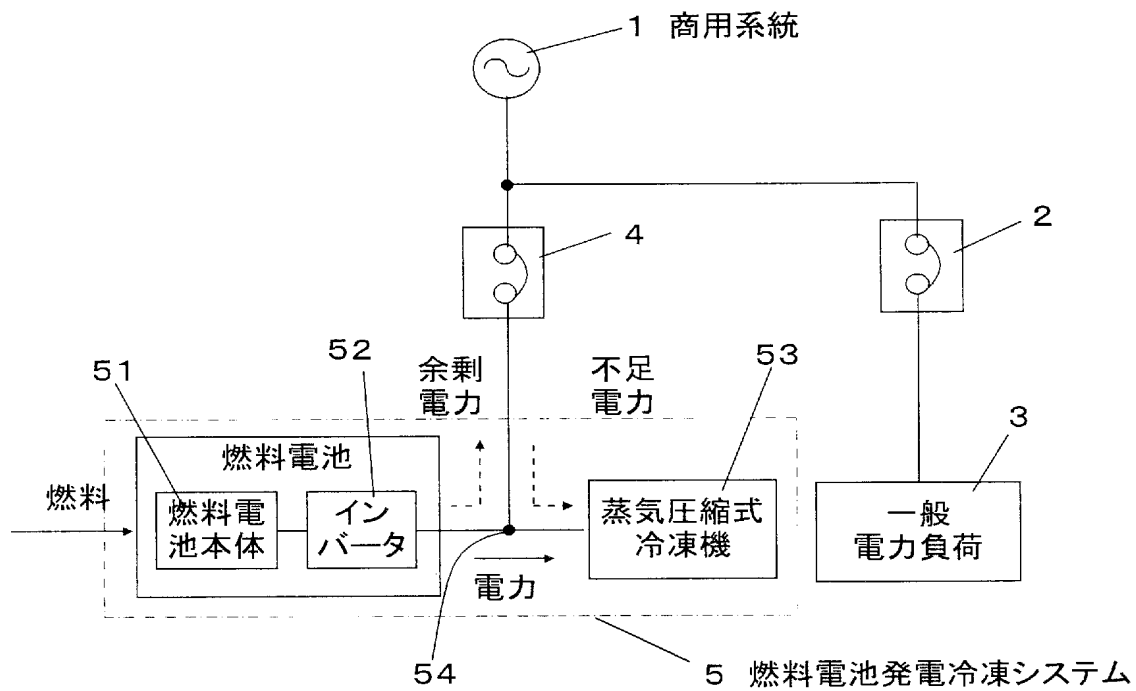 1 商用系統
4
2
51
52
余剰
電力
不足
電力
53
3
燃料
燃料電池
燃料電
池本体
イン
バータ
電力
蒸気圧縮式
冷凍機
一般
電力負荷
54
5 燃料電池発電冷凍システム